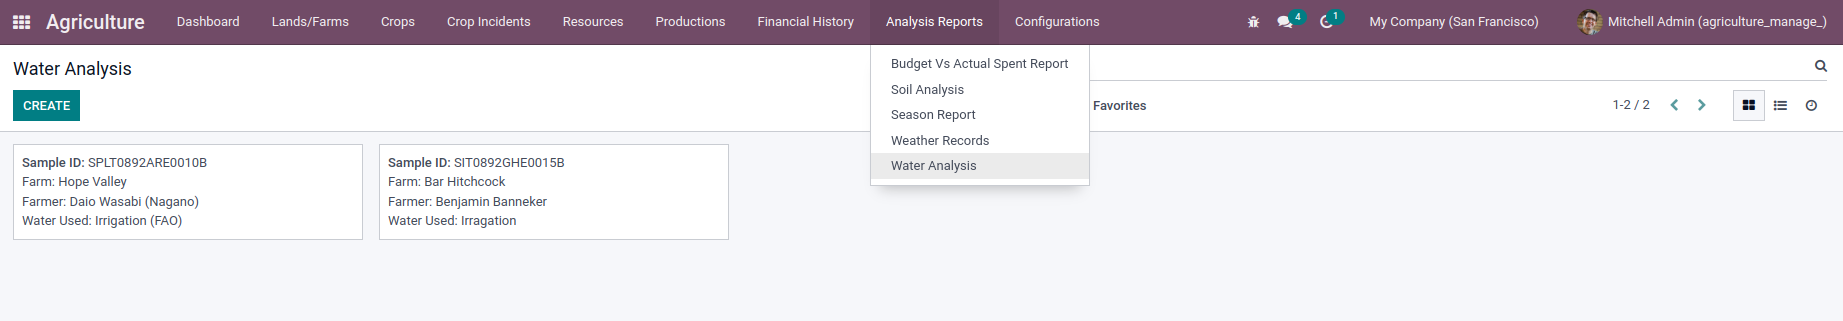 Agriculture Dashboard Lands/Farms Crops Crop Incidents Resources Productions Financial History Analysis Reports Configurations 4 1 My Company (San Francisco) Mitchell Admin (agriculture_manage_)
Water Analysis
CREATE
Budget Vs Actual Spent Report
Soil Analysis
Season Report
Weather Records
Water Analysis
Favorites
1-2 / 2
Sample ID: SPLT0892ARE0010B
Farm: Hope Valley
Farmer: Daio Wasabi (Nagano)
Water Used: Irrigation (FAO)
Sample ID: SIT0892GHE0015B
Farm: Bar Hitchcock
Farmer: Benjamin Banneker
Water Used: Irragation